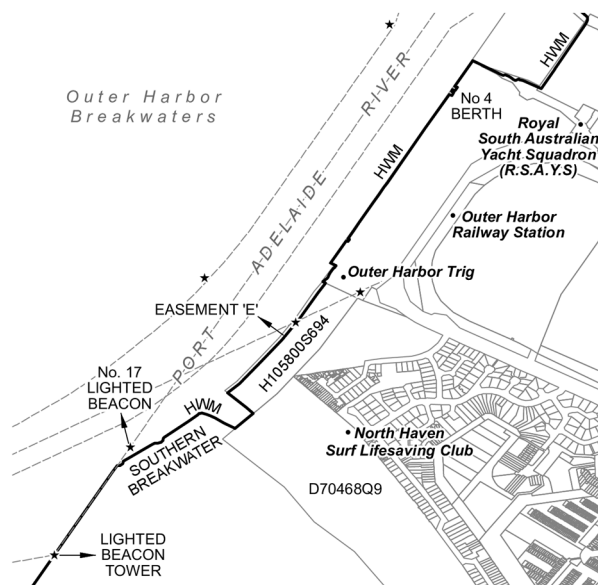 HWM
Outer Harbor
Breakwaters
No 4
BERTH
Royal
South Australian
Yacht Squadron
(R.S.A.Y.S)
HWM
PORT ADELAIDE RIVER
Outer Harbor
Railway Station
Outer Harbor Trig
EASEMENT 'E'
H105800S694
No. 17
LIGHTED
BEACON
HWM
SOUTHERN
BREAKWATER
North Haven
Surf Lifesaving Club
D70468Q9
LIGHTED
BEACON
TOWER